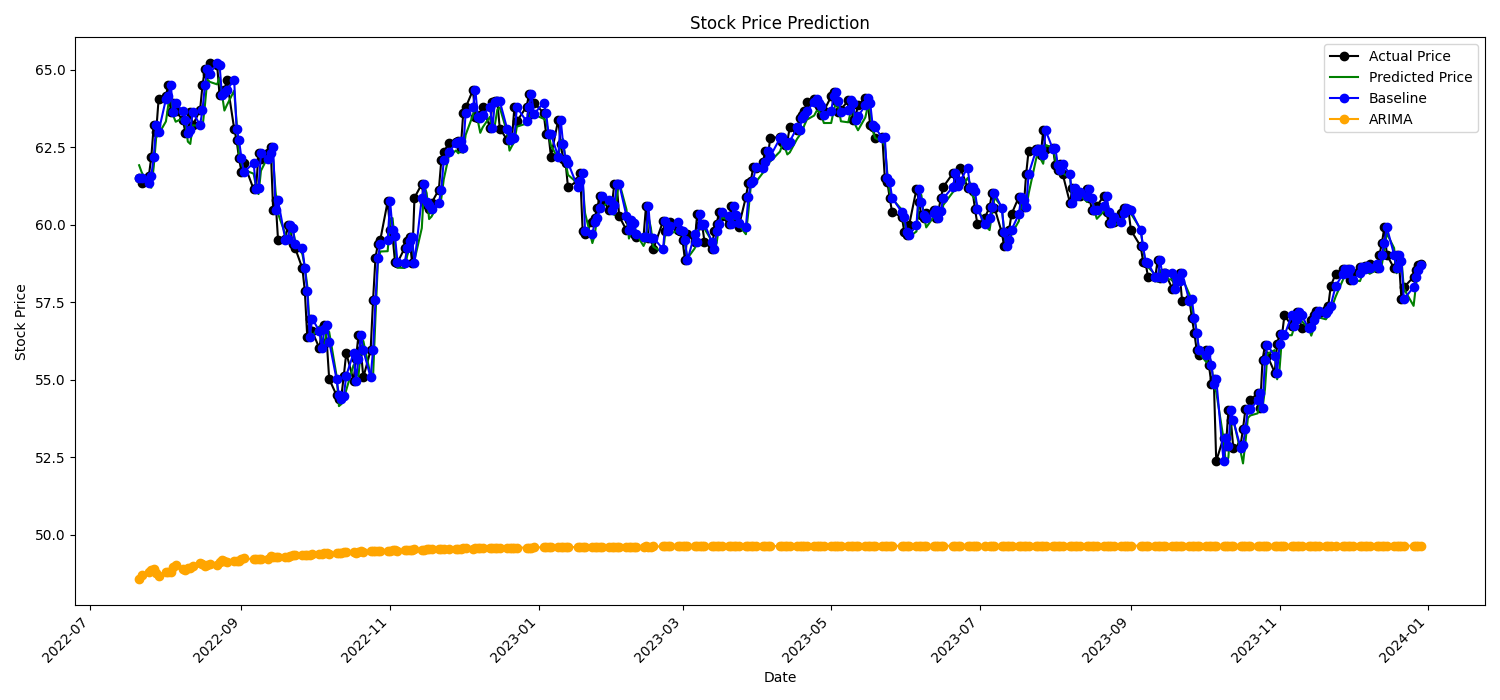 Stock Price Prediction
Actual Price
Predicted Price
Baseline
ARIMA
65.0
62.5
60.0
57.5
55.0
52.5
50.0
Stock Price
2022-07
2022-09
2022-11
2023-01
2023-03
2023-05
2023-07
2023-09
2023-11
2024-01
Date